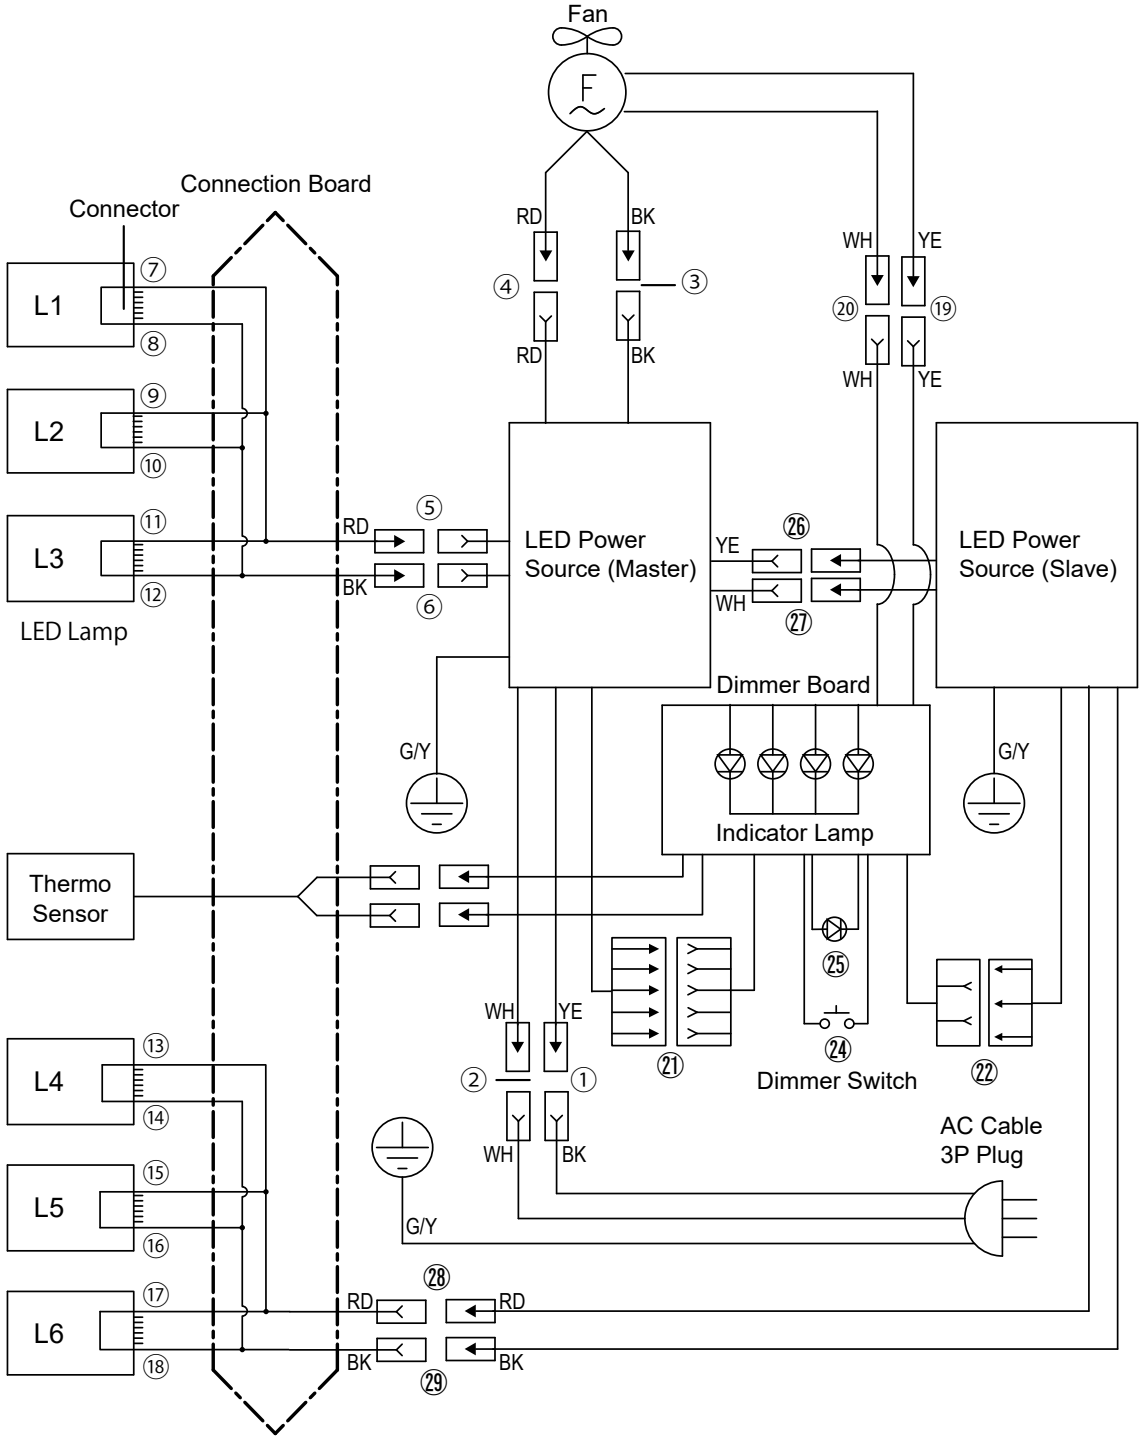 Fan
F
Connection Board
Connector
RD
BK
WH
YE
⑦
L1
④
③
⑳
⑲
⑧
RD
BK
WH
YE
⑨
L2
⑩
⑪
RD
⑤
LED Power
Source (Master)
YE
㉖
LED Power
Source (Slave)
L3
⑫
BK
⑥
WH
㉗
LED Lamp
Dimmer Board
G/Y
G/Y
Indicator Lamp
Thermo
Sensor
㉕
WH
YE
⑬
L4
⑭
②
①
㉑
㉔
Dimmer Switch
㉒
WH
BK
AC Cable
3P Plug
⑮
L5
⑯
G/Y
⑰
RD
㉘
RD
L6
⑱
BK
㉙
BK